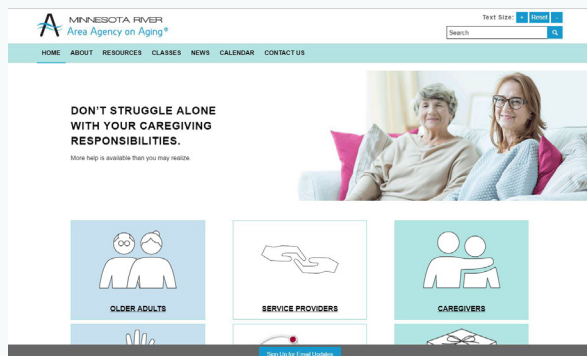 MINNESOTA RIVER
Area Agency on Aging®
Text Size: + Reset -
Search
HOME ABOUT RESOURCES CLASSES NEWS CALENDAR CONTACT US
DON'T STRUGGLE ALONE
WITH YOUR CAREGIVING
RESPONSIBILITIES.
More help is available than you may realize.
OLDER ADULTS
SERVICE PROVIDERS
CAREGIVERS
Sign Up for Email Updates